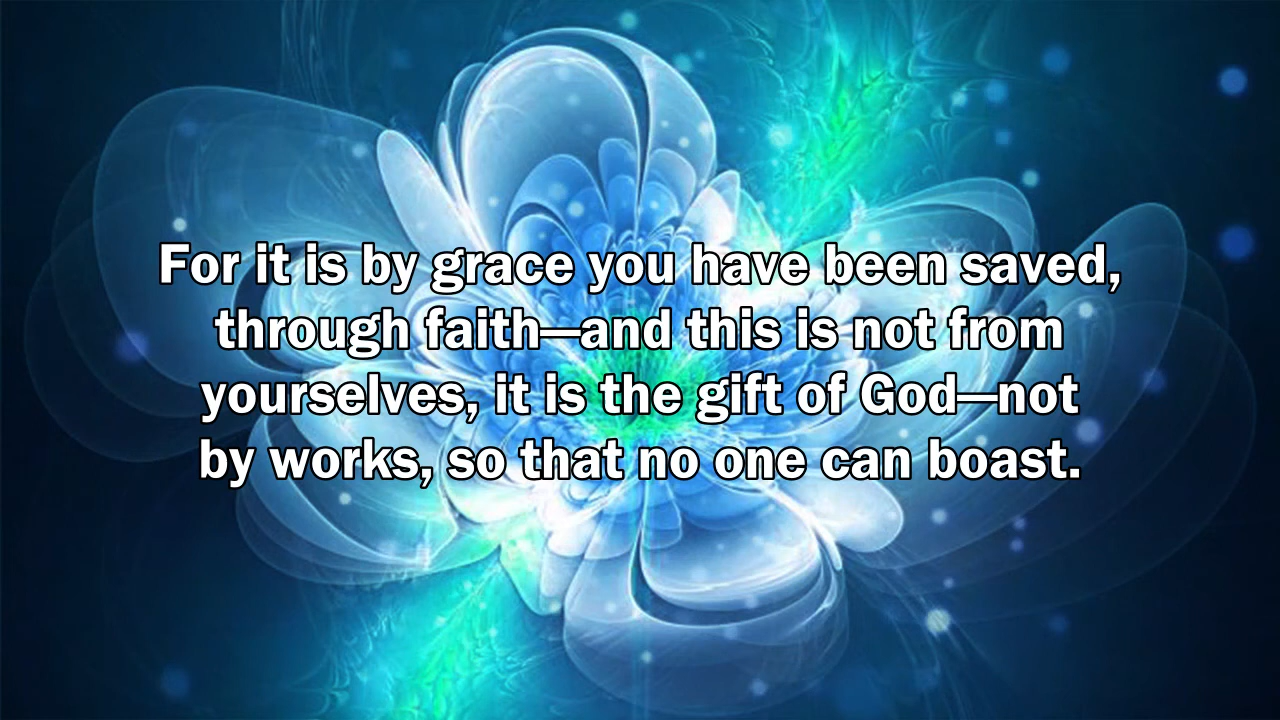 For it is by grace you have been saved,
through faith—and this is not from
yourselves, it is the gift of God—not
by works, so that no one can boast.